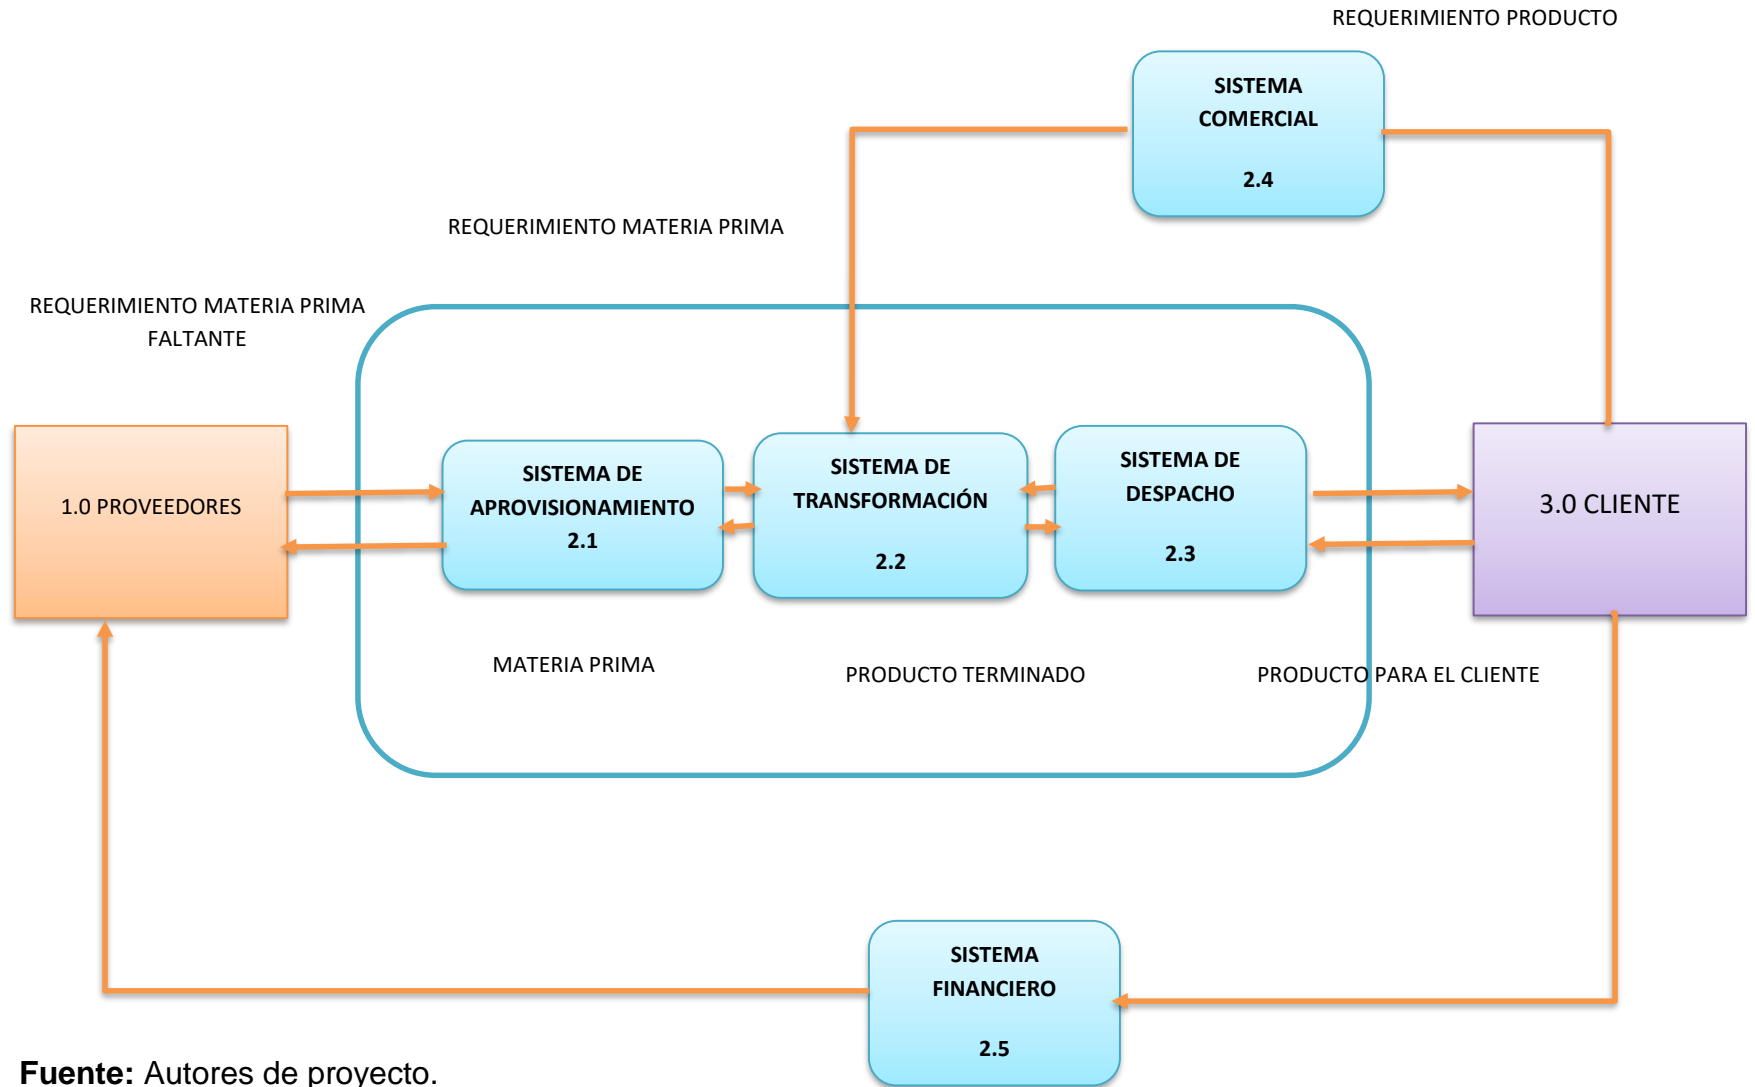 REQUERIMIENTO PRODUCTO
SISTEMA
COMERCIAL
2.4
REQUERIMIENTO MATERIA PRIMA
REQUERIMIENTO MATERIA PRIMA
FALTANTE
1.0 PROVEEDORES
SISTEMA DE
APROVISIONAMIENTO
2.1
SISTEMA DE
TRANSFORMACIÓN
2.2
SISTEMA DE
DESPACHO
2.3
3.0 CLIENTE
MATERIA PRIMA
PRODUCTO TERMINADO
PRODUCTO PARA EL CLIENTE
SISTEMA
FINANCIERO
2.5
Fuente: Autores de proyecto.